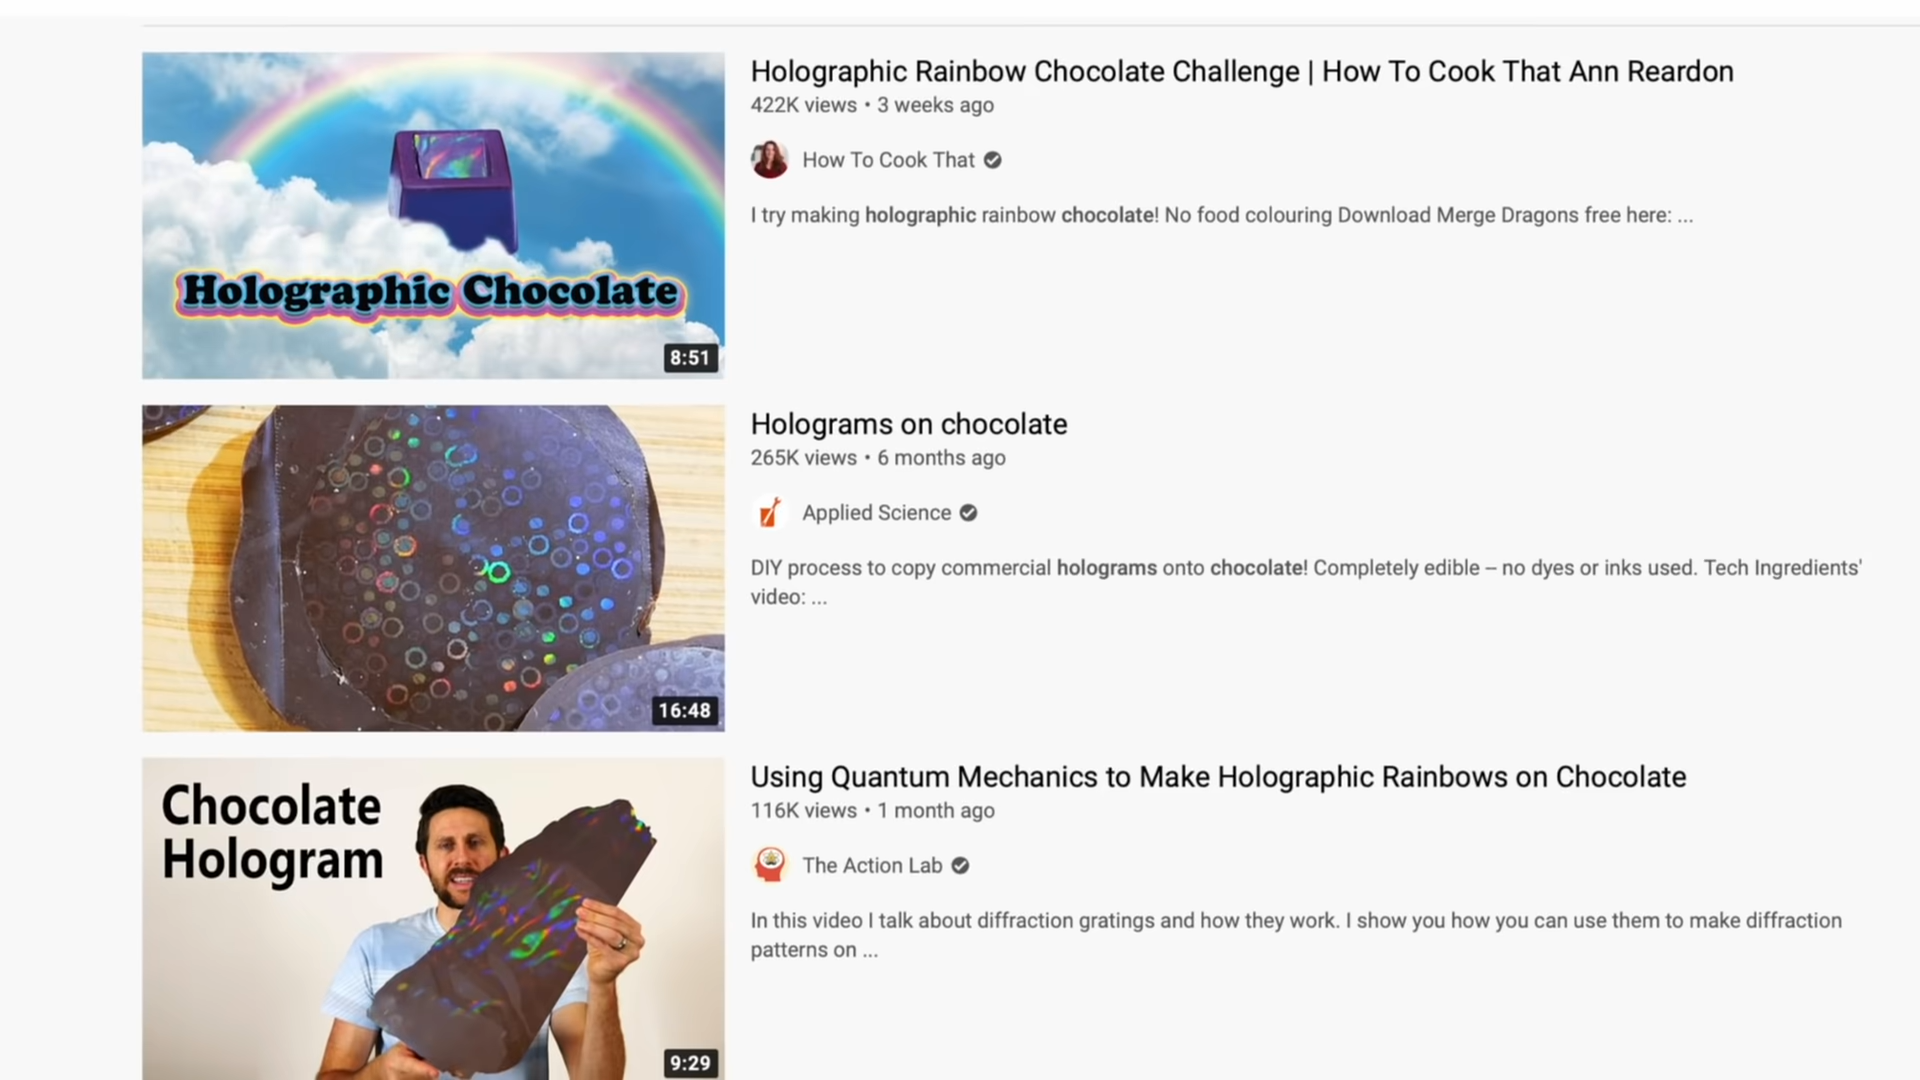 Holographic Rainbow Chocolate Challenge | How To Cook That Ann Reardon
422K views • 3 weeks ago
How To Cook That
I try making holographic rainbow chocolate! No food colouring Download Merge Dragons free here: ...
Holographic Chocolate
8:51
Holograms on chocolate
265K views • 6 months ago
Applied Science
DIY process to copy commercial holograms onto chocolate! Completely edible – no dyes or inks used. Tech Ingredients'
video: ...
16:48
Using Quantum Mechanics to Make Holographic Rainbows on Chocolate
116K views • 1 month ago
The Action Lab
In this video I talk about diffraction gratings and how they work. I show you how you can use them to make diffraction
patterns on ...
Chocolate
Hologram
9:29